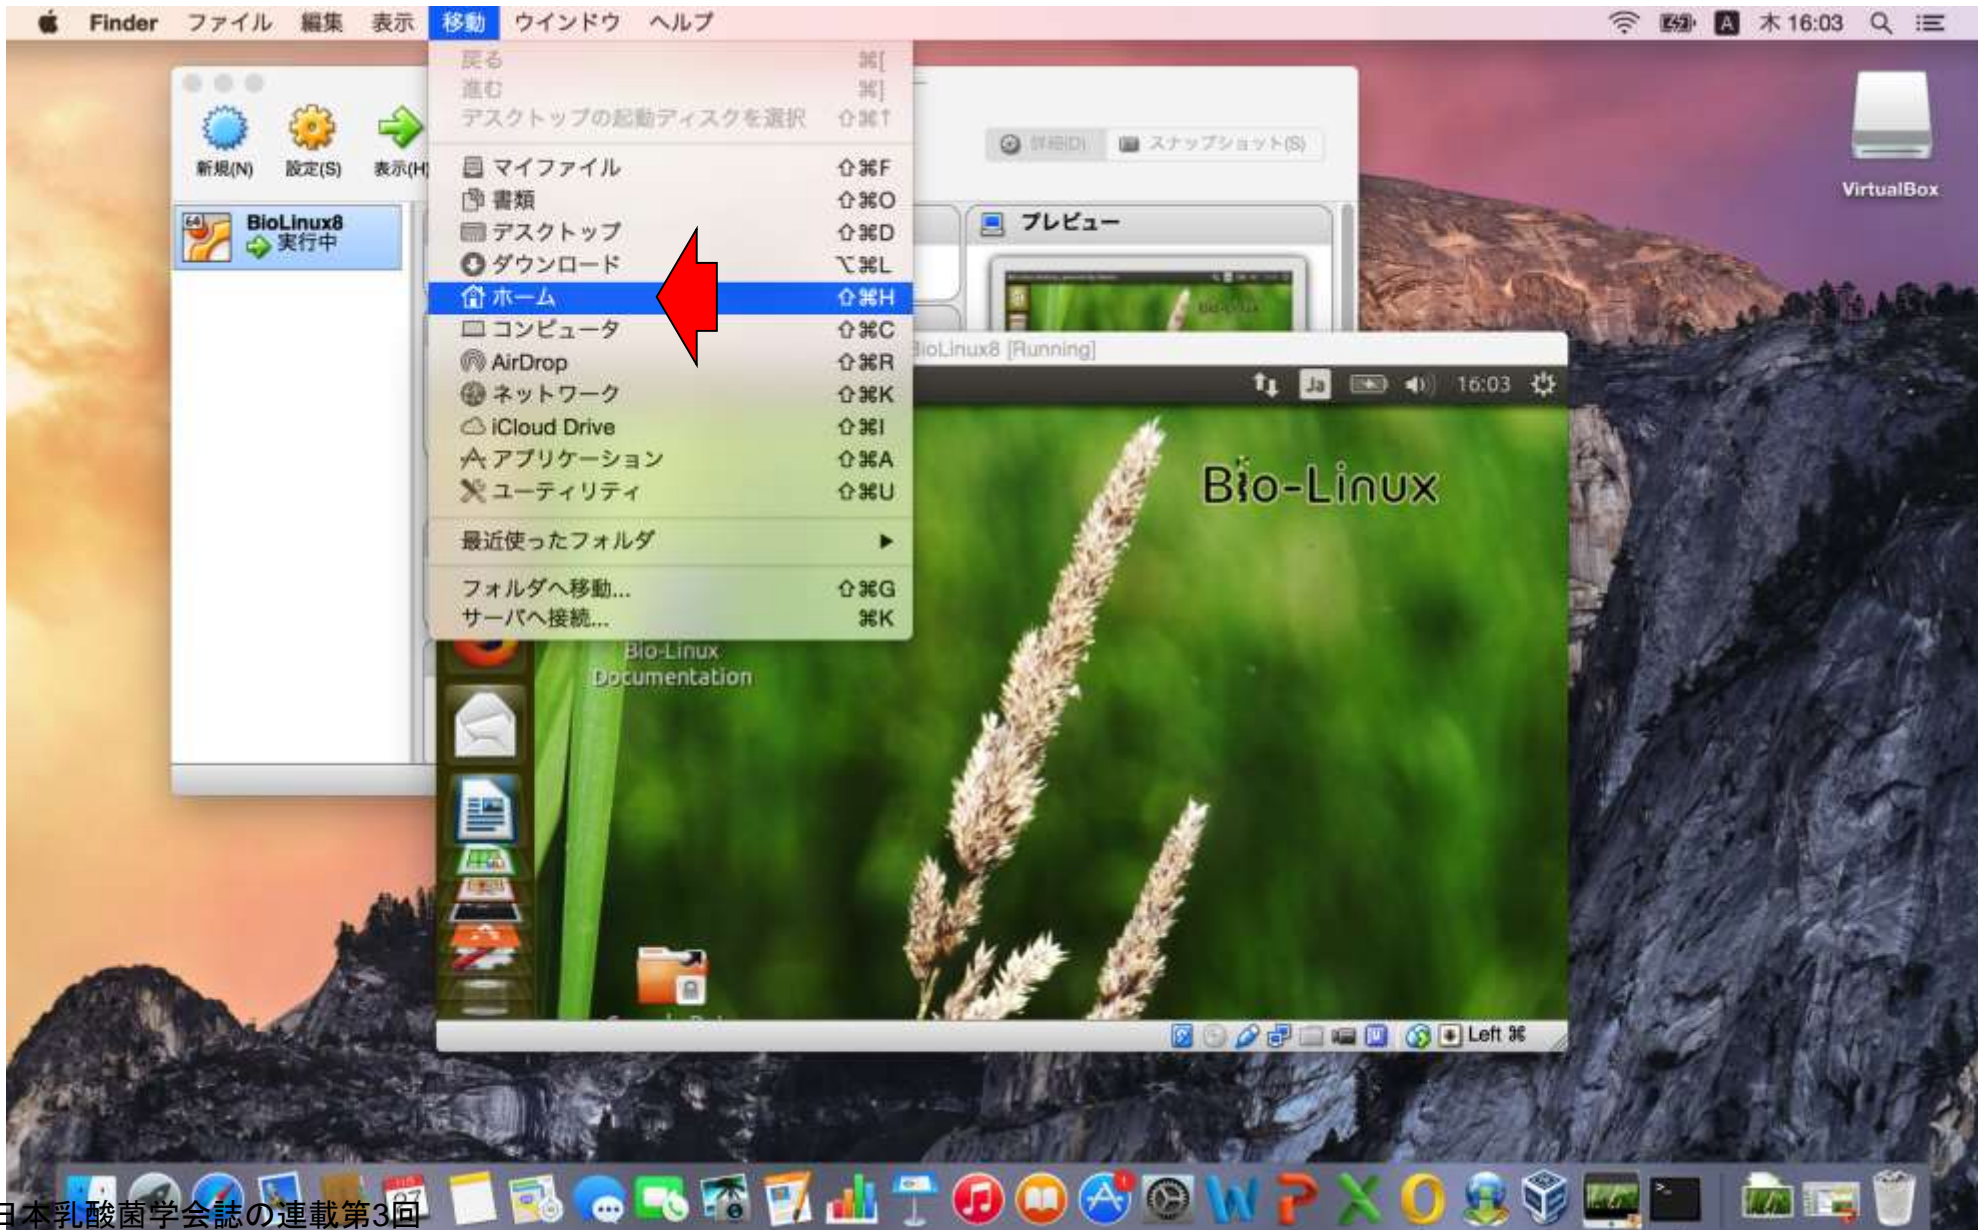 Finder ファイル 編集 表示 移動 ウインドウ ヘルプ
A 木 16:03
戻る ⌘[
進む ⌘]
デスクトップの起動ディスクを選択 ⇧⌘↑
マイファイル ⇧⌘F
書類 ⇧⌘O
デスクトップ ⇧⌘D
ダウンロード ⌥⌘L
ホーム ⇧⌘H
コンピュータ ⇧⌘C
AirDrop ⇧⌘R
ネットワーク ⇧⌘K
iCloud Drive ⇧⌘I
アプリケーション ⇧⌘A
ユーティリティ ⇧⌘U
最近使ったフォルダ ▶
フォルダへ移動... ⇧⌘G
サーバへ接続... ⌘K
新規(N) 設定(S) 表示(H)
詳細(D) スナップショット(S)
64 BioLinux8
実行中
プレビュー
VirtualBox
BioLinux8 [Running]
Ja 16:03
Bio-Linux
Bio-Linux
Documentation
Left ⌘
日本乳酸菌学会誌の連載第3回